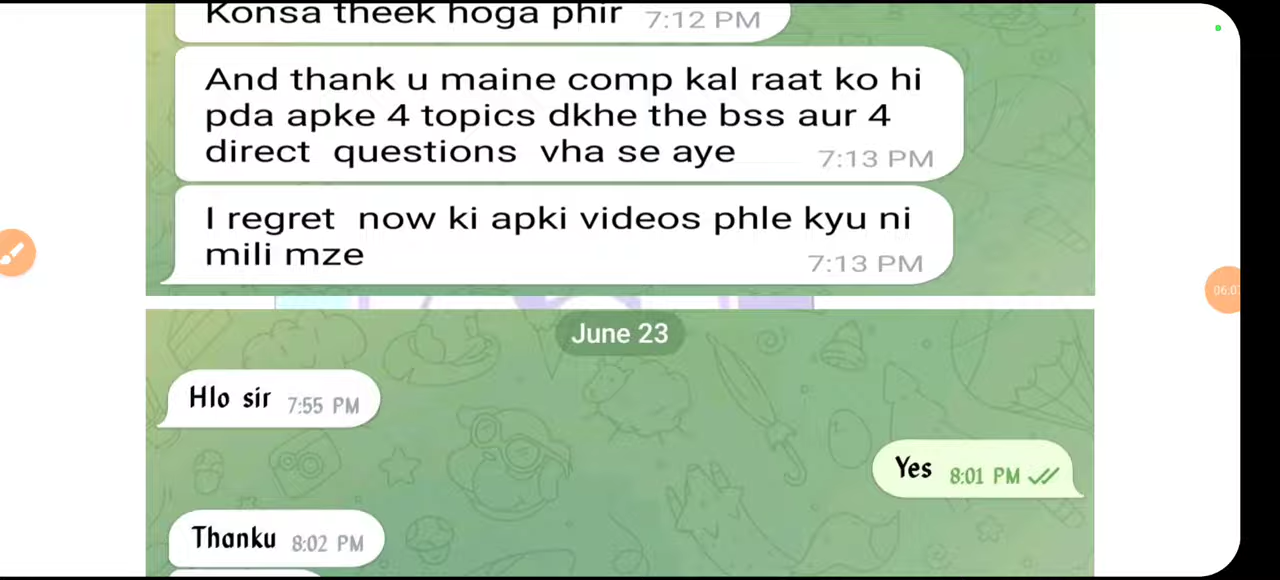 Konsa theek hoga phir 7:12 PM
And thank u maine comp kal raat ko hi
pda apke 4 topics dkhe the bss aur 4
direct questions vha se aye 7:13 PM
I regret now ki apki videos phle kyu ni
mili mze 7:13 PM
June 23
Hlo sir 7:55 PM
Yes 8:01 PM
Thanku 8:02 PM